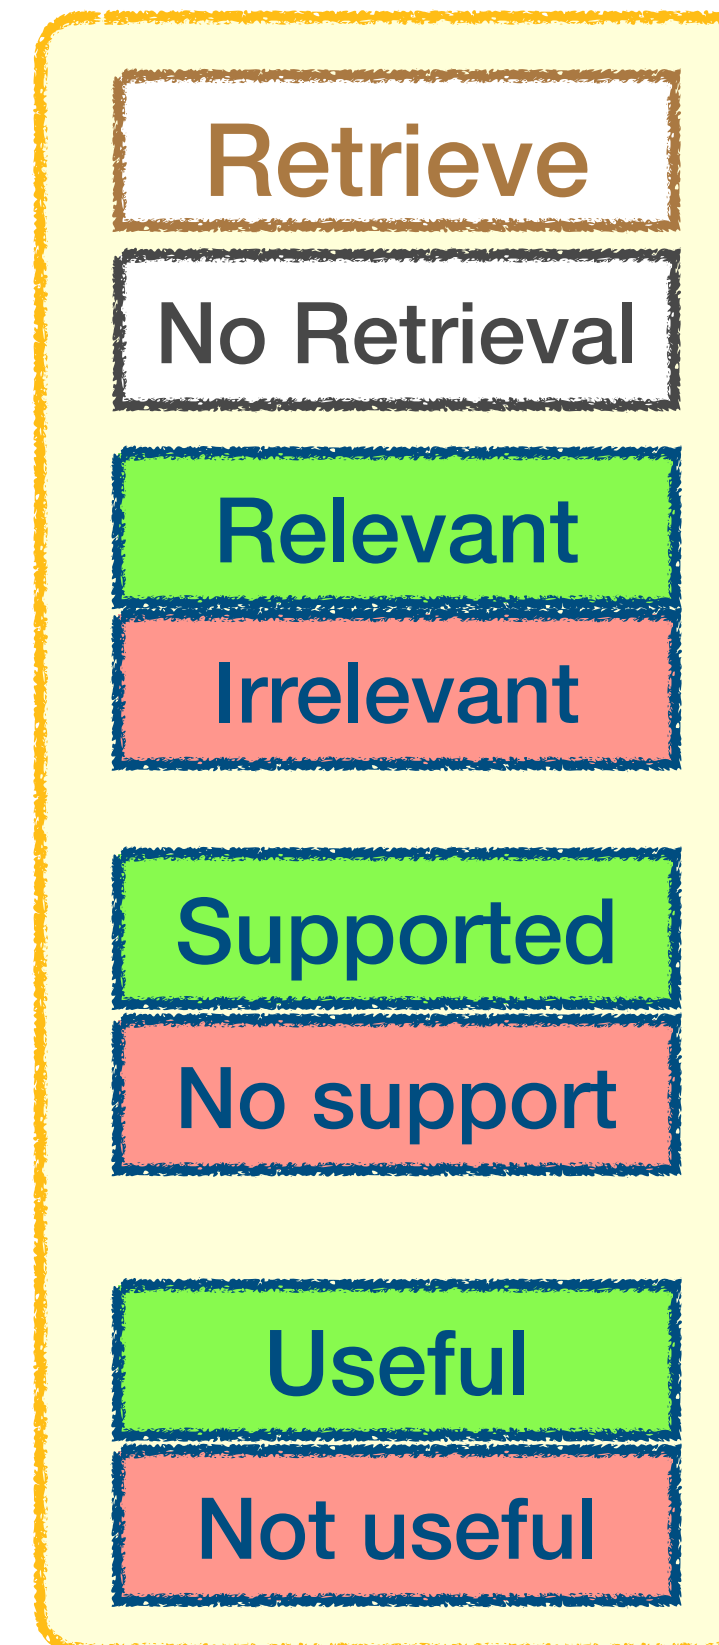 Retrieve
No Retrieval
Relevant
Irrelevant
Supported
No support
Useful
Not useful